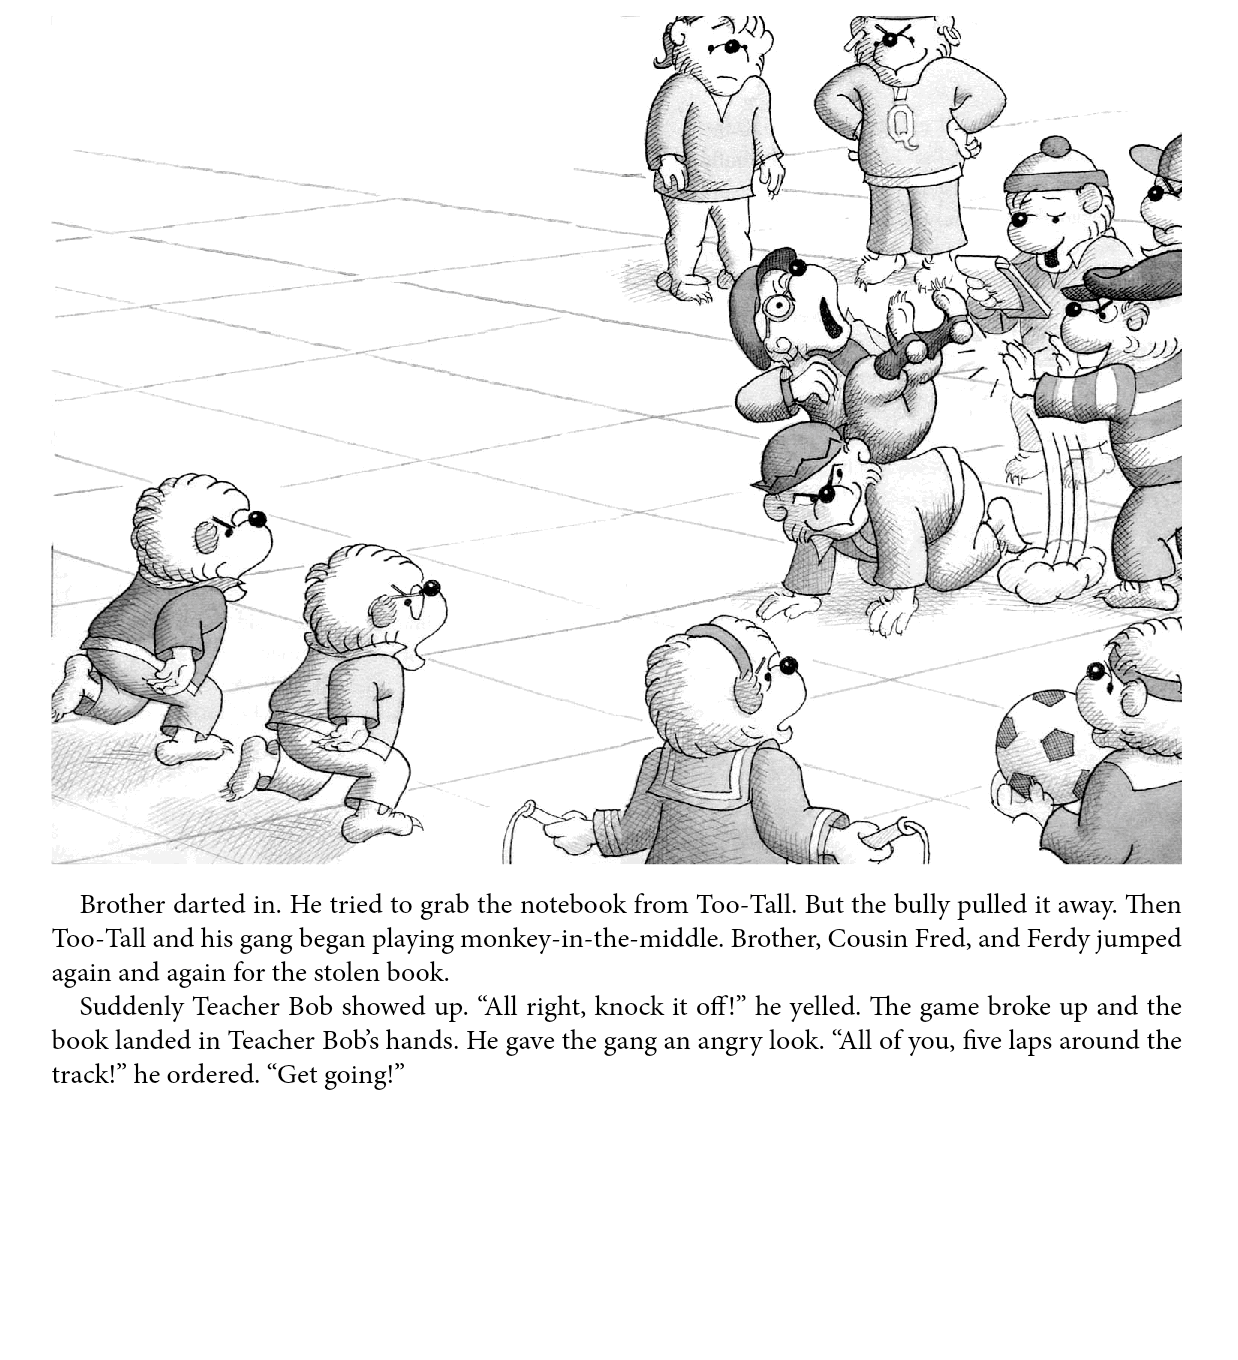 Q
Brother darted in. He tried to grab the notebook from Too-Tall. But the bully pulled it away. Then
Too-Tall and his gang began playing monkey-in-the-middle. Brother, Cousin Fred, and Ferdy jumped
again and again for the stolen book.
Suddenly Teacher Bob showed up. “All right, knock it off!” he yelled. The game broke up and the
book landed in Teacher Bob’s hands. He gave the gang an angry look. “All of you, five laps around the
track!” he ordered. “Get going!”